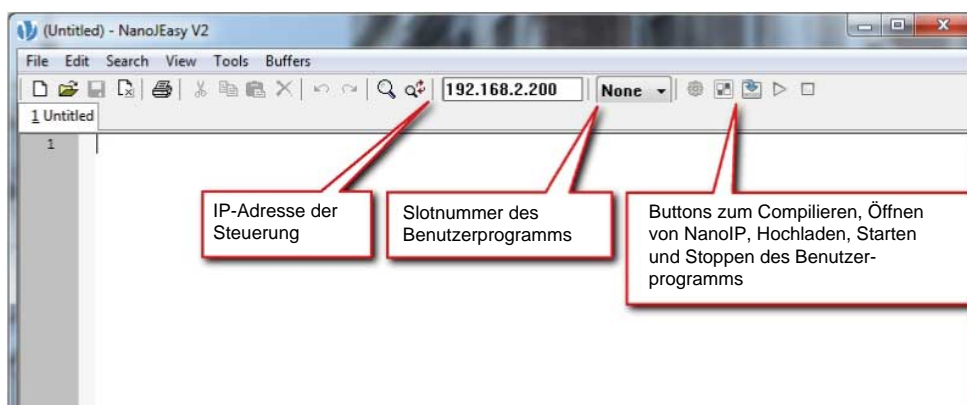 (Untitled) - NanoJEasy V2
File Edit Search View Tools Buffers
192.168.2.200 None
1 Untitled
1
IP-Adresse der
Steuerung
Slotnummer des
Benutzerprogramms
Buttons zum Compilieren, Öffnen
von NanoIP, Hochladen, Starten
und Stoppen des Benutzer-
programms